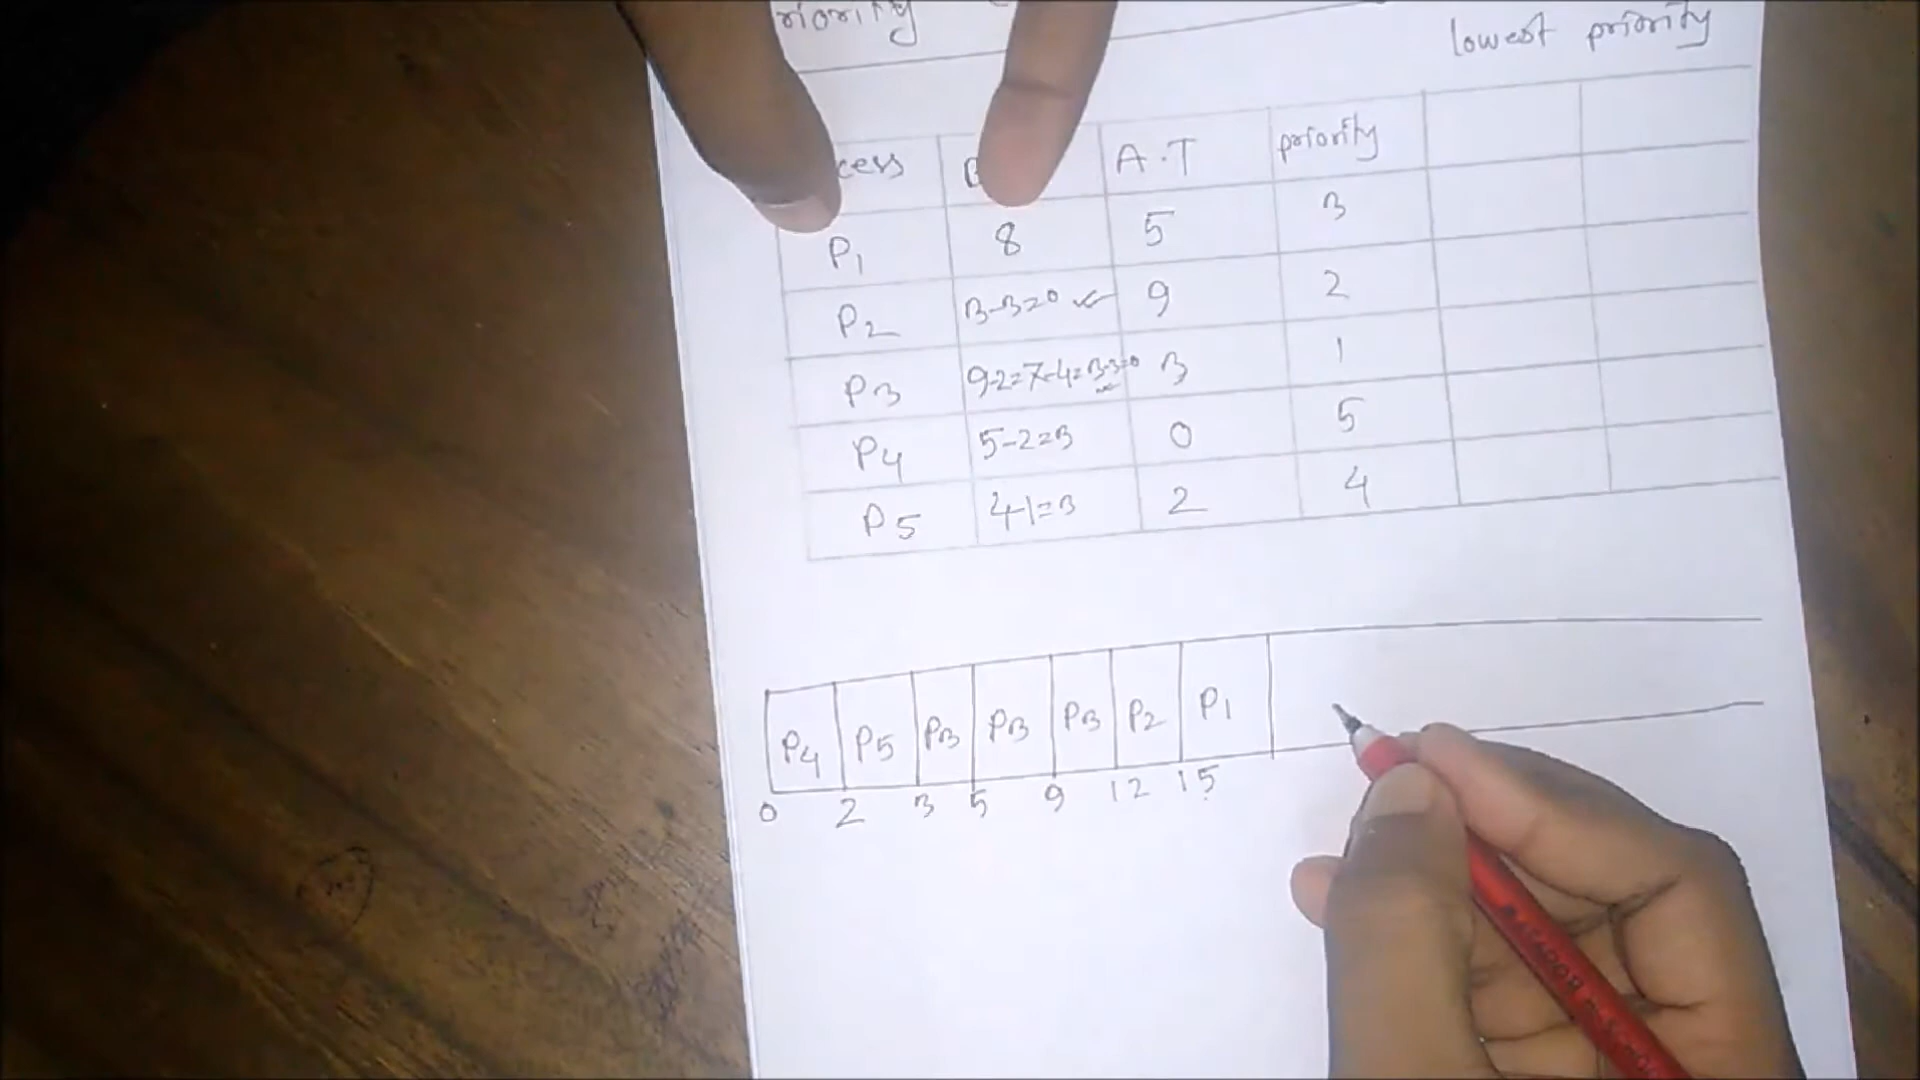 riority
lowest priority
cess A.T priority
P1 8 5 3
P2 3-3=0 9 2
P3 9-2=7-4=3-3=0 3 1
P4 5-2=3 0 5
P5 4-1=3 2 4
P4 P5 P3 P3 P3 P2 P1
0 2 3 5 9 12 15